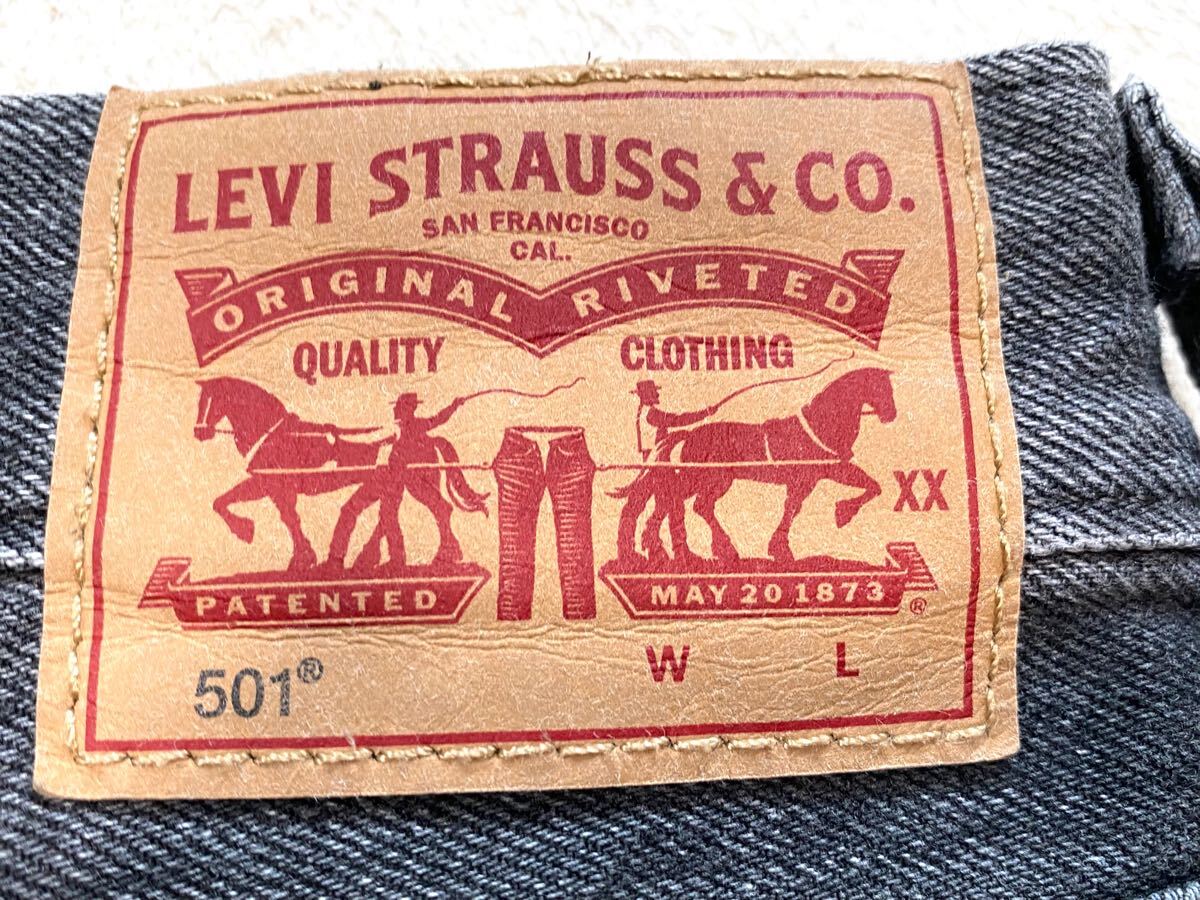 LEVI STRAUSS & CO.
SAN FRANCISCO
CAL.
ORIGINAL RIVETED
QUALITY CLOTHING
XX
PATENTED MAY 20 1873 ®
501® W L